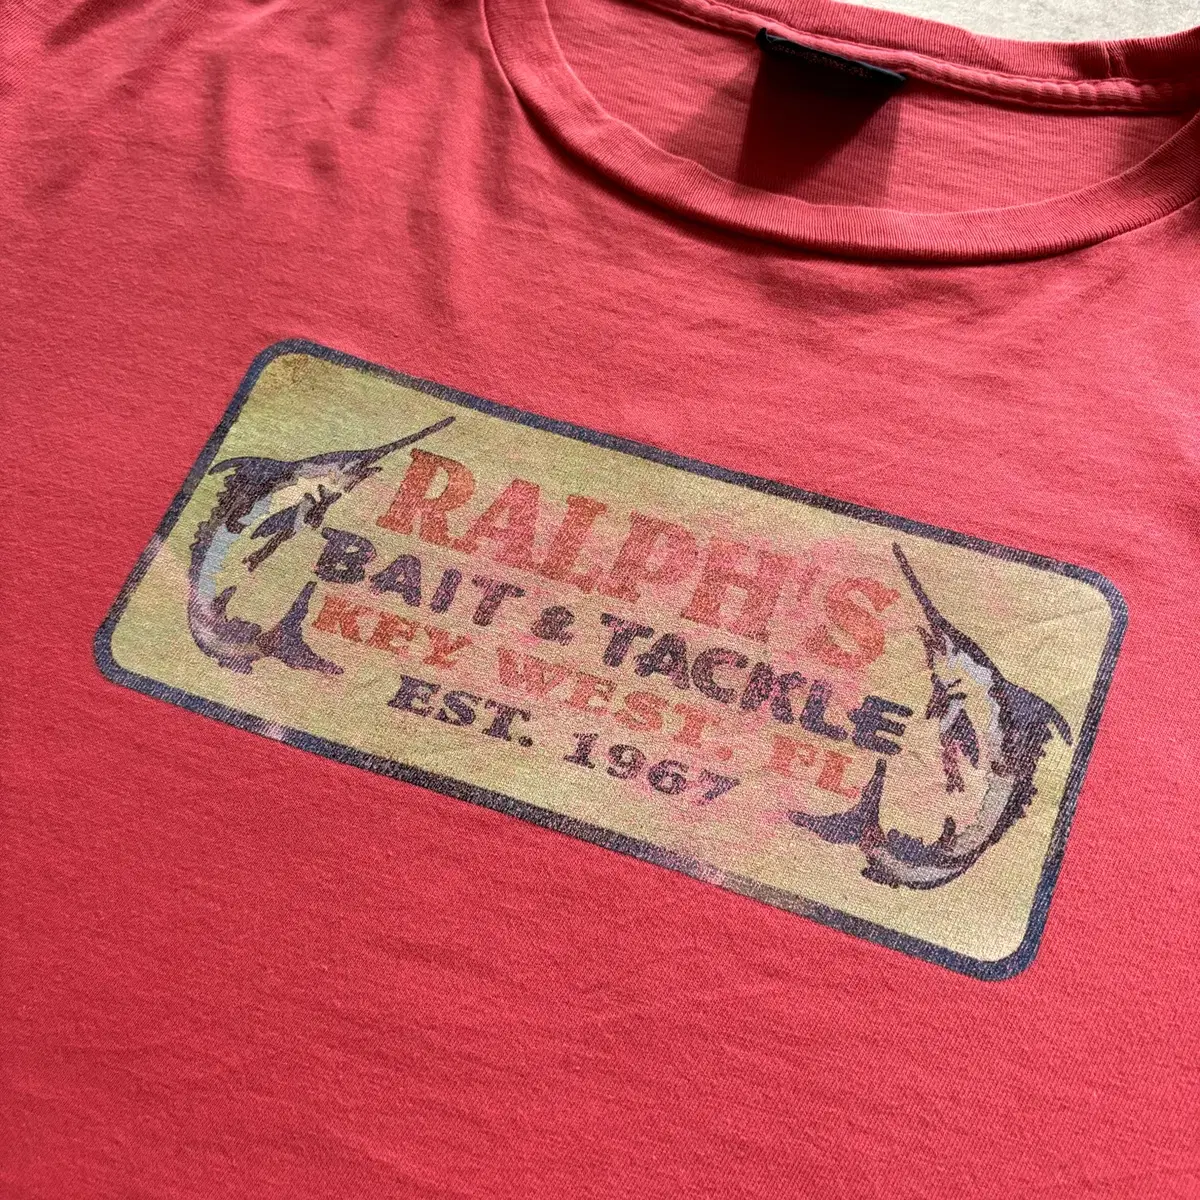 RALPH'S
BAIT & TACKLE
KEY WEST. FL
EST. 1967